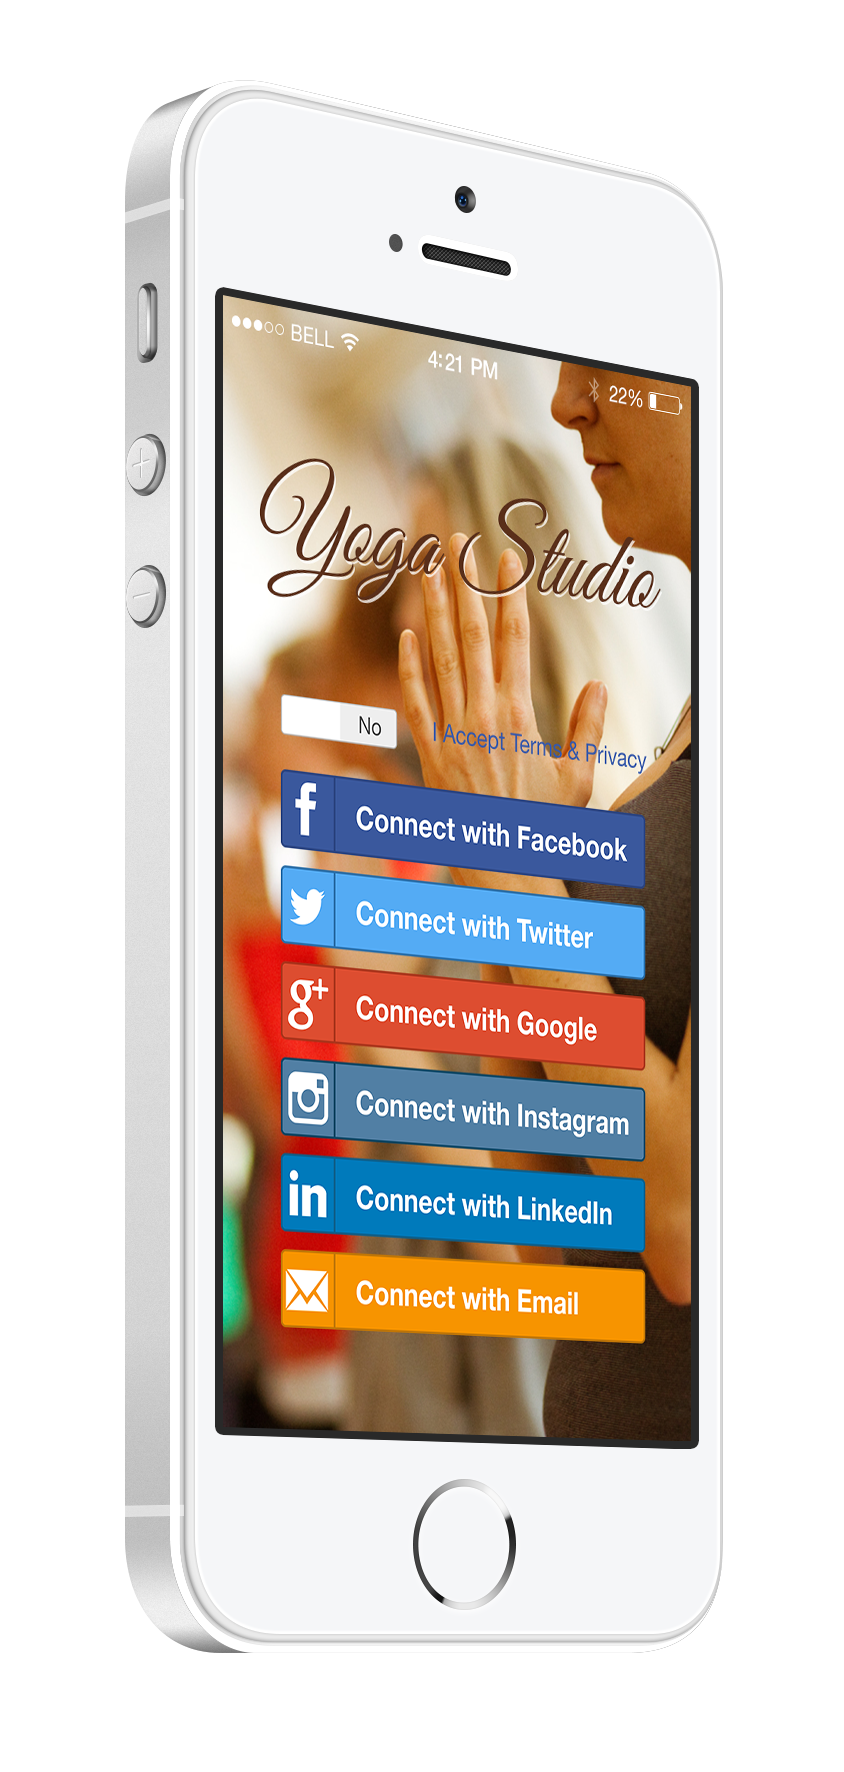 BELL 4:21 PM 22%
Yoga Studio
No I Accept Terms & Privacy
f Connect with Facebook
Connect with Twitter
g+ Connect with Google
Connect with Instagram
in Connect with LinkedIn
Connect with Email